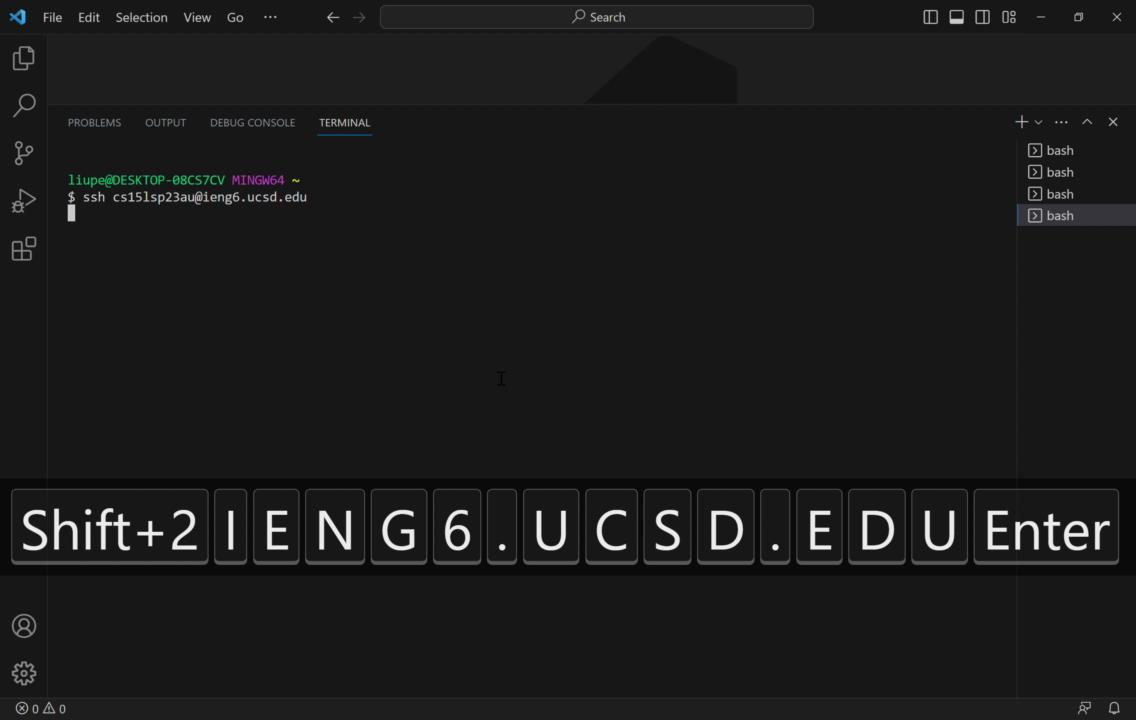 File Edit Selection View Go ···
Search
PROBLEMS OUTPUT DEBUG CONSOLE TERMINAL
bash
bash
bash
bash
liupe@DESKTOP-08CS7CV MINGW64 ~
$ ssh cs15lsp23au@ieng6.ucsd.edu
Shift+2 I E N G 6 . U C S D . E D U Enter
0 0